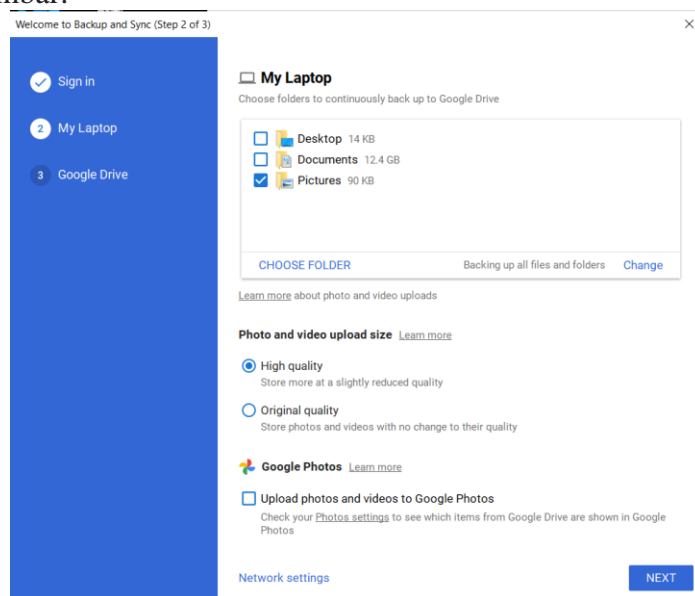 Welcome to Backup and Sync (Step 2 of 3)
Sign in
2 My Laptop
3 Google Drive
My Laptop
Choose folders to continuously back up to Google Drive
Desktop 14 KB
Documents 12.4 GB
Pictures 90 KB
CHOOSE FOLDER Backing up all files and folders Change
Learn more about photo and video uploads
Photo and video upload size Learn more
High quality
Store more at a slightly reduced quality
Original quality
Store photos and videos with no change to their quality
Google Photos Learn more
Upload photos and videos to Google Photos
Check your Photos settings to see which items from Google Drive are shown in Google
Photos
Network settings NEXT